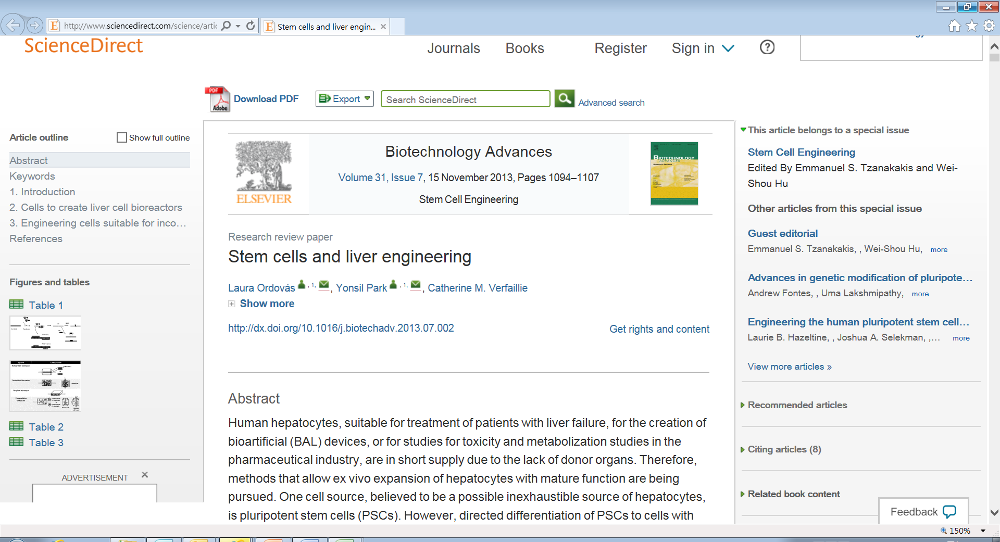 http://www.sciencedirect.com/science/artic
Stem cells and liver engin...
ScienceDirect
Journals
Books
Register
Sign in
?
PDF
Adobe
Download PDF
Export
Search ScienceDirect
Advanced search
Article outline
Show full outline
Abstract
Keywords
1. Introduction
2. Cells to create liver cell bioreactors
3. Engineering cells suitable for inco…
References
Figures and tables
Table 1
Table 2
Table 3
ADVERTISEMENT
ELSEVIER
Biotechnology Advances
Volume 31, Issue 7, 15 November 2013, Pages 1094–1107
Stem Cell Engineering
BIOTECHNOLOGY
ADVANCES
Research review paper
Stem cells and liver engineering
Laura Ordovás , 1, , Yonsil Park , 1, , Catherine M. Verfaillie
Show more
http://dx.doi.org/10.1016/j.biotechadv.2013.07.002
Get rights and content
Abstract
Human hepatocytes, suitable for treatment of patients with liver failure, for the creation of
bioartificial (BAL) devices, or for studies for toxicity and metabolization studies in the
pharmaceutical industry, are in short supply due to the lack of donor organs. Therefore,
methods that allow ex vivo expansion of hepatocytes with mature function are being
pursued. One cell source, believed to be a possible inexhaustible source of hepatocytes,
is pluripotent stem cells (PSCs). However, directed differentiation of PSCs to cells with
This article belongs to a special issue
Stem Cell Engineering
Edited By Emmanuel S. Tzanakakis and Wei-
Shou Hu
Other articles from this special issue
Guest editorial
Emmanuel S. Tzanakakis, , Wei-Shou Hu, more
Advances in genetic modification of pluripote…
Andrew Fontes, , Uma Lakshmipathy, more
Engineering the human pluripotent stem cell…
Laurie B. Hazeltine, , Joshua A. Selekman, ,… more
View more articles »
Recommended articles
Citing articles (8)
Related book content
Feedback
150%